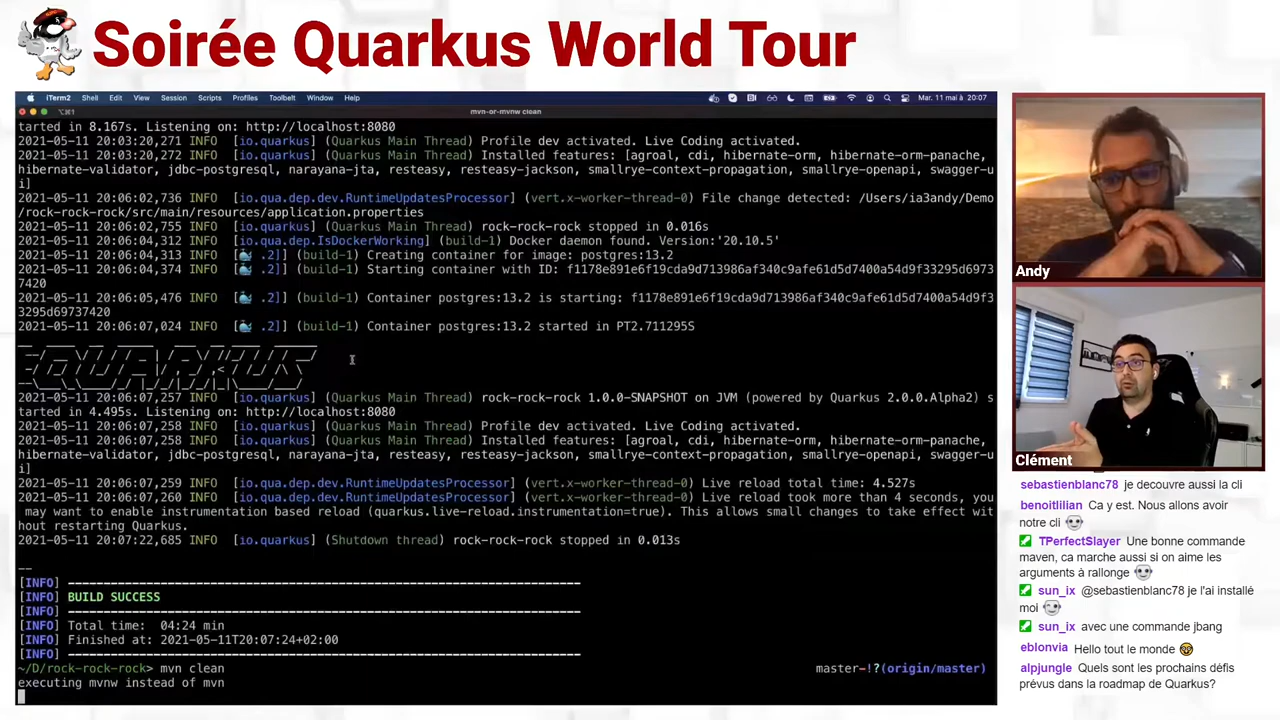 Soirée Quarkus World Tour
iTerm2 Shell Edit View Session Scripts Profiles Toolbelt Window Help Mar. 11 mai à 20:07
⌥⌘1 mvn-or-mvnw clean
tarted in 8.167s. Listening on: http://localhost:8080
2021-05-11 20:03:20,271 INFO [io.quarkus] (Quarkus Main Thread) Profile dev activated. Live Coding activated.
2021-05-11 20:03:20,272 INFO [io.quarkus] (Quarkus Main Thread) Installed features: [agroal, cdi, hibernate-orm, hibernate-orm-panache,
hibernate-validator, jdbc-postgresql, narayana-jta, resteasy, resteasy-jackson, smallrye-context-propagation, smallrye-openapi, swagger-u
i]
2021-05-11 20:06:02,736 INFO [io.qua.dep.dev.RuntimeUpdatesProcessor] (vert.x-worker-thread-0) File change detected: /Users/ia3andy/Demo
/rock-rock-rock/src/main/resources/application.properties
2021-05-11 20:06:02,755 INFO [io.quarkus] (Quarkus Main Thread) rock-rock-rock stopped in 0.016s
2021-05-11 20:06:04,312 INFO [io.qua.dep.IsDockerWorking] (build-1) Docker daemon found. Version:'20.10.5'
2021-05-11 20:06:04,313 INFO [🐳 .2]] (build-1) Creating container for image: postgres:13.2
2021-05-11 20:06:04,374 INFO [🐳 .2]] (build-1) Starting container with ID: f1178e891e6f19cda9d713986af340c9afe61d5d7400a54d9f33295d6973
7420
2021-05-11 20:06:05,476 INFO [🐳 .2]] (build-1) Container postgres:13.2 is starting: f1178e891e6f19cda9d713986af340c9afe61d5d7400a54d9f3
3295d69737420
2021-05-11 20:06:07,024 INFO [🐳 .2]] (build-1) Container postgres:13.2 started in PT2.711295S
QUARKUS
2021-05-11 20:06:07,257 INFO [io.quarkus] (Quarkus Main Thread) rock-rock-rock 1.0.0-SNAPSHOT on JVM (powered by Quarkus 2.0.0.Alpha2) s
tarted in 4.495s. Listening on: http://localhost:8080
2021-05-11 20:06:07,258 INFO [io.quarkus] (Quarkus Main Thread) Profile dev activated. Live Coding activated.
2021-05-11 20:06:07,258 INFO [io.quarkus] (Quarkus Main Thread) Installed features: [agroal, cdi, hibernate-orm, hibernate-orm-panache,
hibernate-validator, jdbc-postgresql, narayana-jta, resteasy, resteasy-jackson, smallrye-context-propagation, smallrye-openapi, swagger-u
i]
2021-05-11 20:06:07,259 INFO [io.qua.dep.dev.RuntimeUpdatesProcessor] (vert.x-worker-thread-0) Live reload total time: 4.527s
2021-05-11 20:06:07,260 INFO [io.qua.dep.dev.RuntimeUpdatesProcessor] (vert.x-worker-thread-0) Live reload took more than 4 seconds, you
may want to enable instrumentation based reload (quarkus.live-reload.instrumentation=true). This allows small changes to take effect wit
hout restarting Quarkus.
2021-05-11 20:07:22,685 INFO [io.quarkus] (Shutdown thread) rock-rock-rock stopped in 0.013s
--
[INFO] ------------------------------------------------------------------------
[INFO] BUILD SUCCESS
[INFO] ------------------------------------------------------------------------
[INFO] Total time: 04:24 min
[INFO] Finished at: 2021-05-11T20:07:24+02:00
[INFO] ------------------------------------------------------------------------
~/D/rock-rock-rock> mvn clean master-!?(origin/master)
executing mvnw instead of mvn
Andy
Clément
sebastienblanc78 je decouvre aussi la cli
benoitlilian Ca y est. Nous allons avoir
notre cli
TPerfectSlayer Une bonne commande
maven, ca marche aussi si on aime les
arguments à rallonge
sun_ix @sebastienblanc78 je l'ai installé
moi
sun_ix avec une commande jbang
eblonvia Hello tout le monde
alpjungle Quels sont les prochains défis
prévus dans la roadmap de Quarkus?